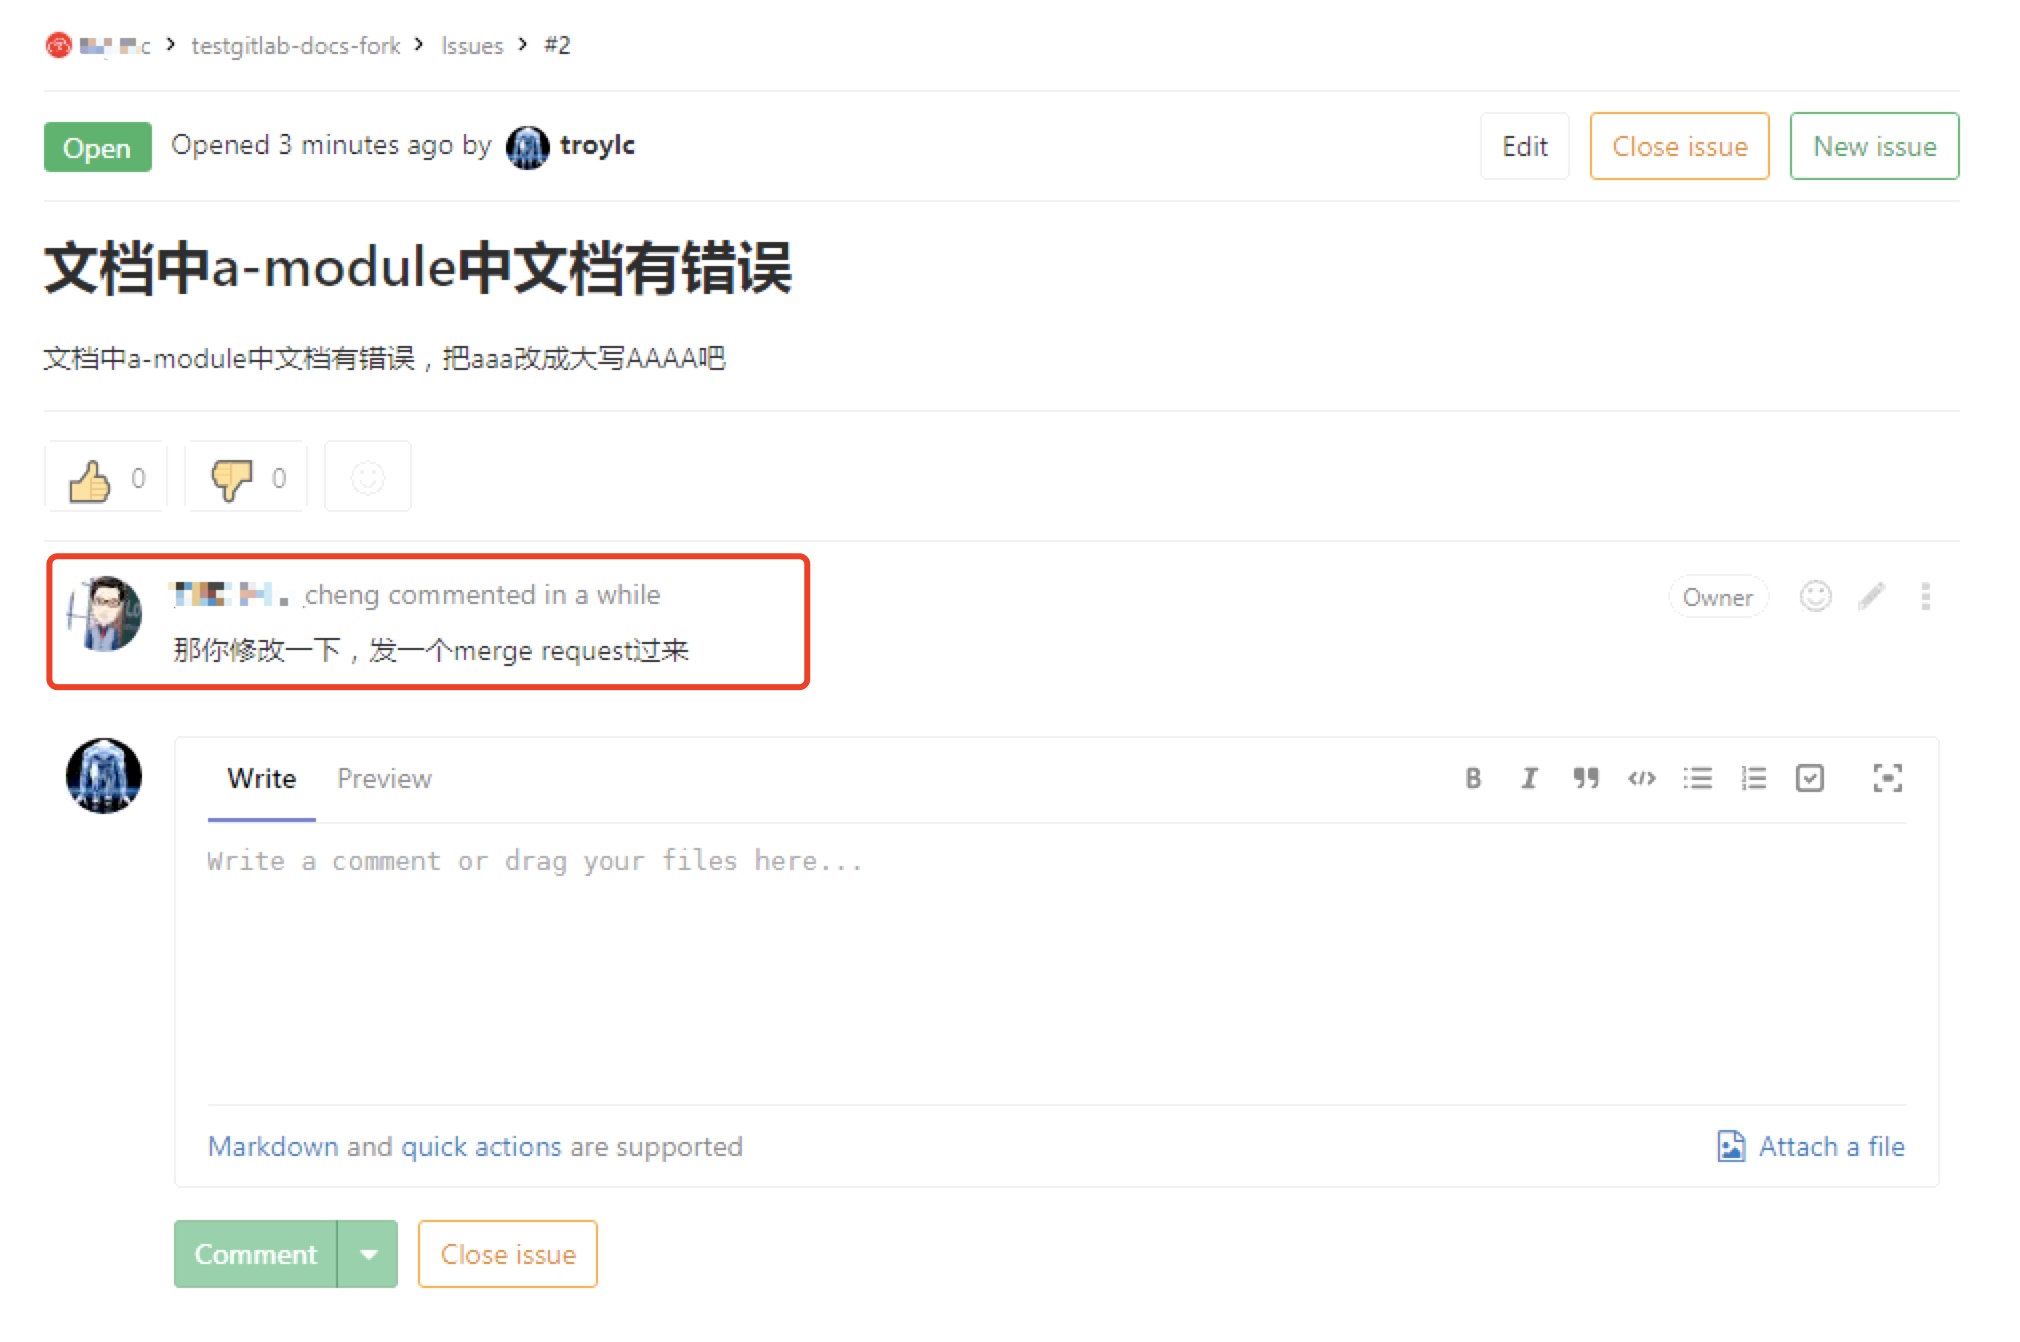 testgitlab-docs-fork > Issues > #2
Open Opened 3 minutes ago by troylc Edit Close issue New issue
文档中a-module中文档有错误
文档中a-module中文档有错误，把aaa改成大写AAAA吧
0 0
cheng commented in a while Owner
那你修改一下，发一个merge request过来
Write Preview
Write a comment or drag your files here...
Markdown and quick actions are supported Attach a file
Comment Close issue